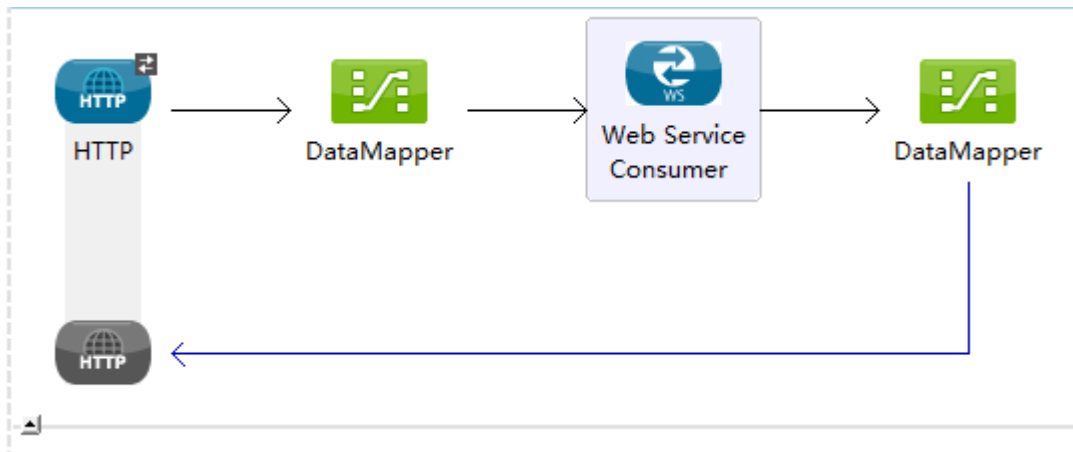 HTTP
HTTP
DataMapper
WS
Web Service
Consumer
DataMapper
HTTP